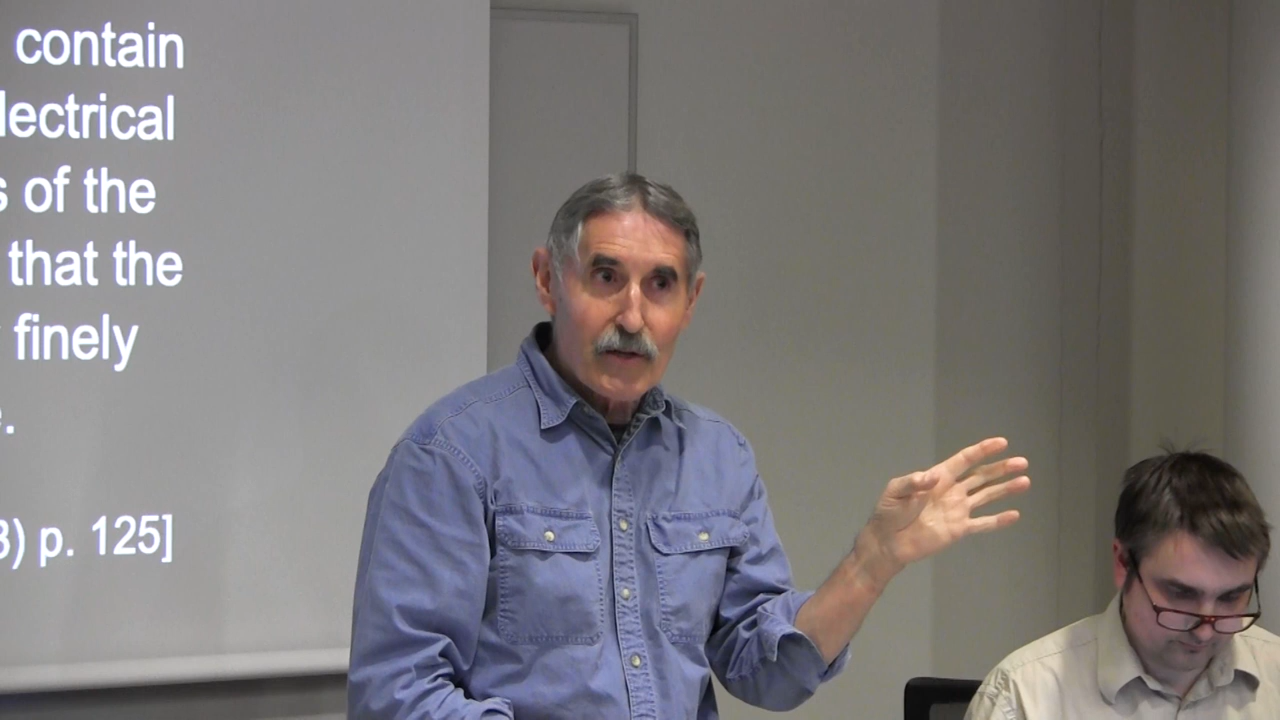 contain
lectrical
s of the
that the
finely
.
3) p. 125]